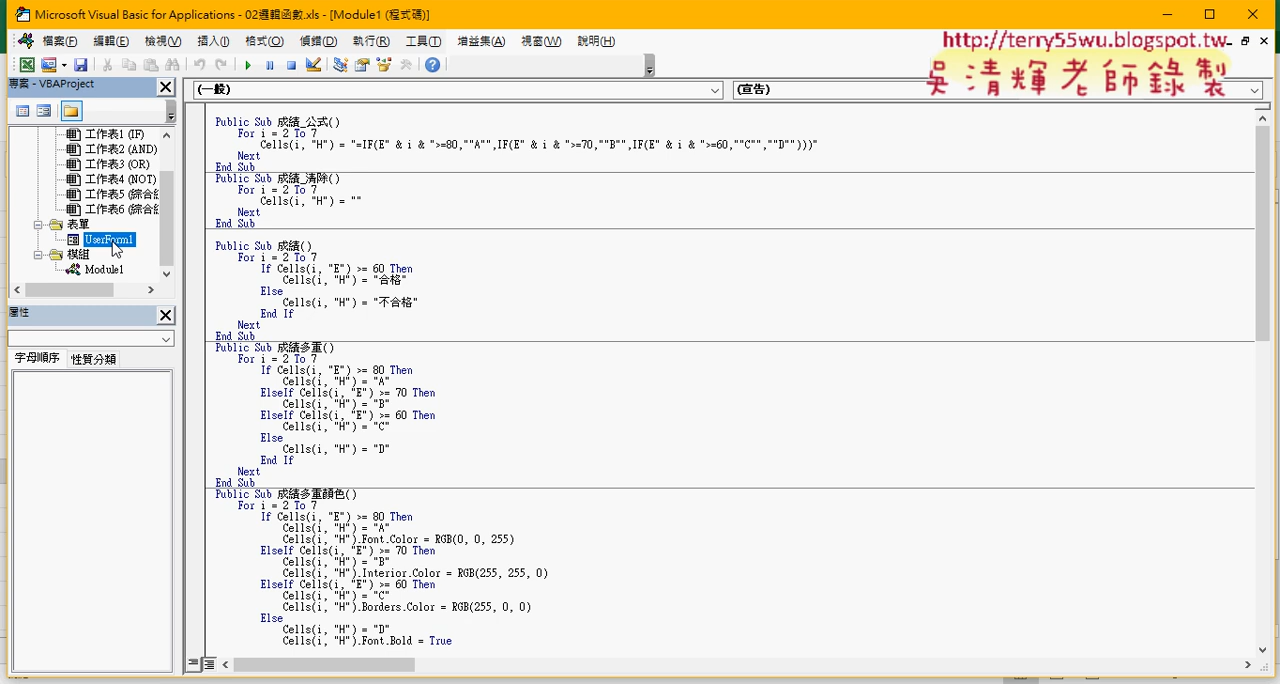 Microsoft Visual Basic for Applications - 02邏輯函數.xls - [Module1 (程式碼)]
檔案(F) 編輯(E) 檢視(V) 插入(I) 格式(O) 偵錯(D) 執行(R) 工具(T) 增益集(A) 視窗(W) 說明(H)
http://terry55wu.blogspot.tw
吳清輝老師錄製
專案 - VBAProject
(一般)
(宣告)
工作表1 (IF)
工作表2 (AND)
工作表3 (OR)
工作表4 (NOT)
工作表5 (綜合
工作表6 (綜合
表單
UserForm1
模組
Module1
屬性
字母順序 性質分類
Public Sub 成績_公式()
For i = 2 To 7
Cells(i, "H") = "=IF(E" & i & ">=80,""A"",IF(E" & i & ">=70,""B"",IF(E" & i & ">=60,""C"",""D"")))"
Next
End Sub
Public Sub 成績_清除()
For i = 2 To 7
Cells(i, "H") = ""
Next
End Sub
Public Sub 成績()
For i = 2 To 7
If Cells(i, "E") >= 60 Then
Cells(i, "H") = "合格"
Else
Cells(i, "H") = "不合格"
End If
Next
End Sub
Public Sub 成績多重()
For i = 2 To 7
If Cells(i, "E") >= 80 Then
Cells(i, "H") = "A"
ElseIf Cells(i, "E") >= 70 Then
Cells(i, "H") = "B"
ElseIf Cells(i, "E") >= 60 Then
Cells(i, "H") = "C"
Else
Cells(i, "H") = "D"
End If
Next
End Sub
Public Sub 成績多重顏色()
For i = 2 To 7
If Cells(i, "E") >= 80 Then
Cells(i, "H") = "A"
Cells(i, "H").Font.Color = RGB(0, 0, 255)
ElseIf Cells(i, "E") >= 70 Then
Cells(i, "H") = "B"
Cells(i, "H").Interior.Color = RGB(255, 255, 0)
ElseIf Cells(i, "E") >= 60 Then
Cells(i, "H") = "C"
Cells(i, "H").Borders.Color = RGB(255, 0, 0)
Else
Cells(i, "H") = "D"
Cells(i, "H").Font.Bold = True